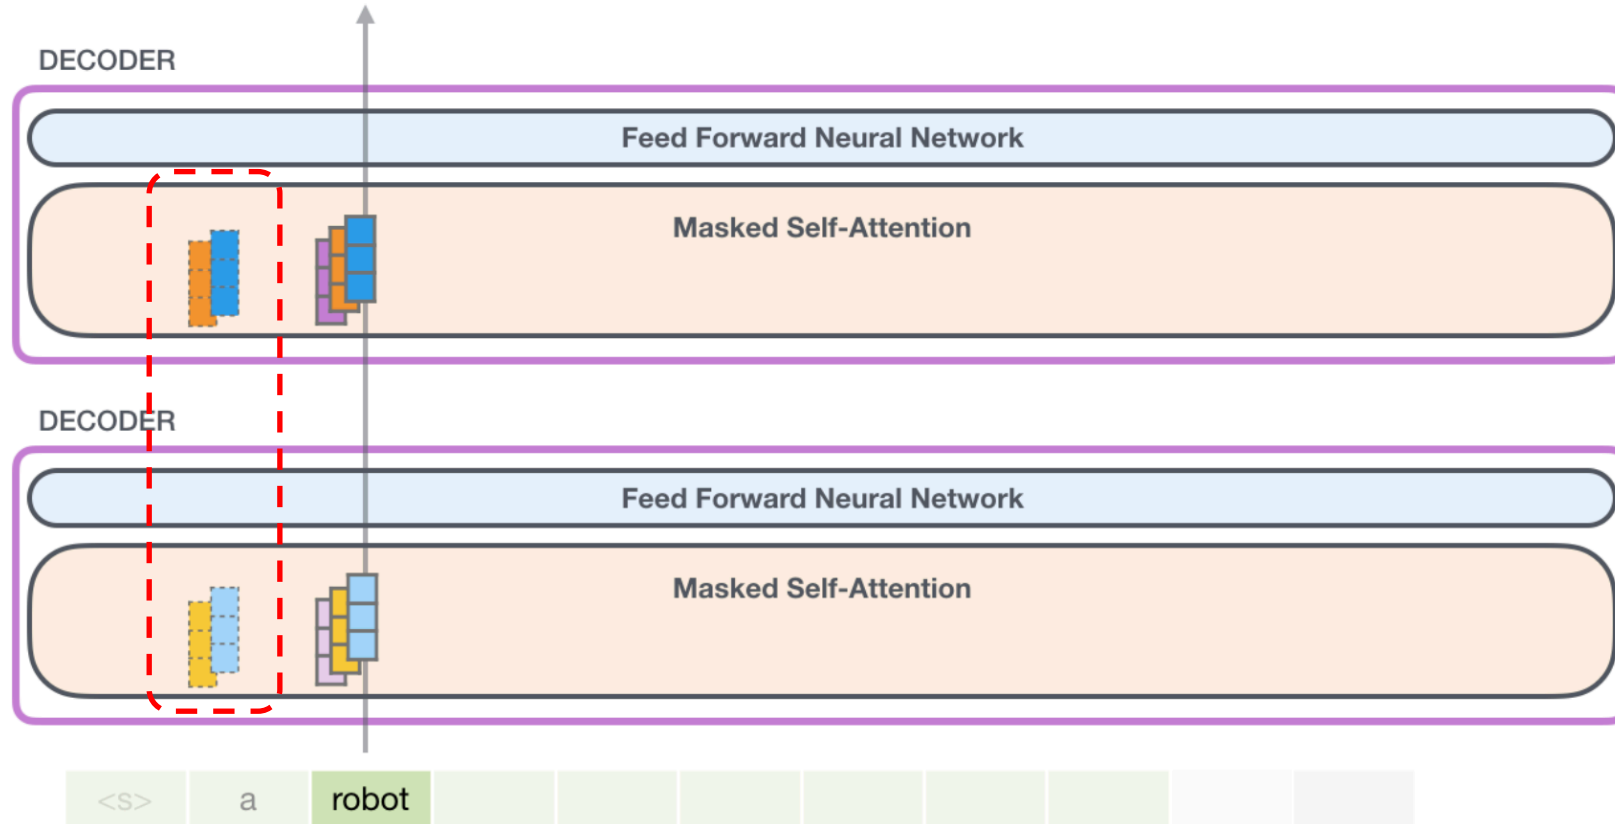 DECODER
Feed Forward Neural Network
Masked Self-Attention
DECODER
Feed Forward Neural Network
Masked Self-Attention
<s> a robot